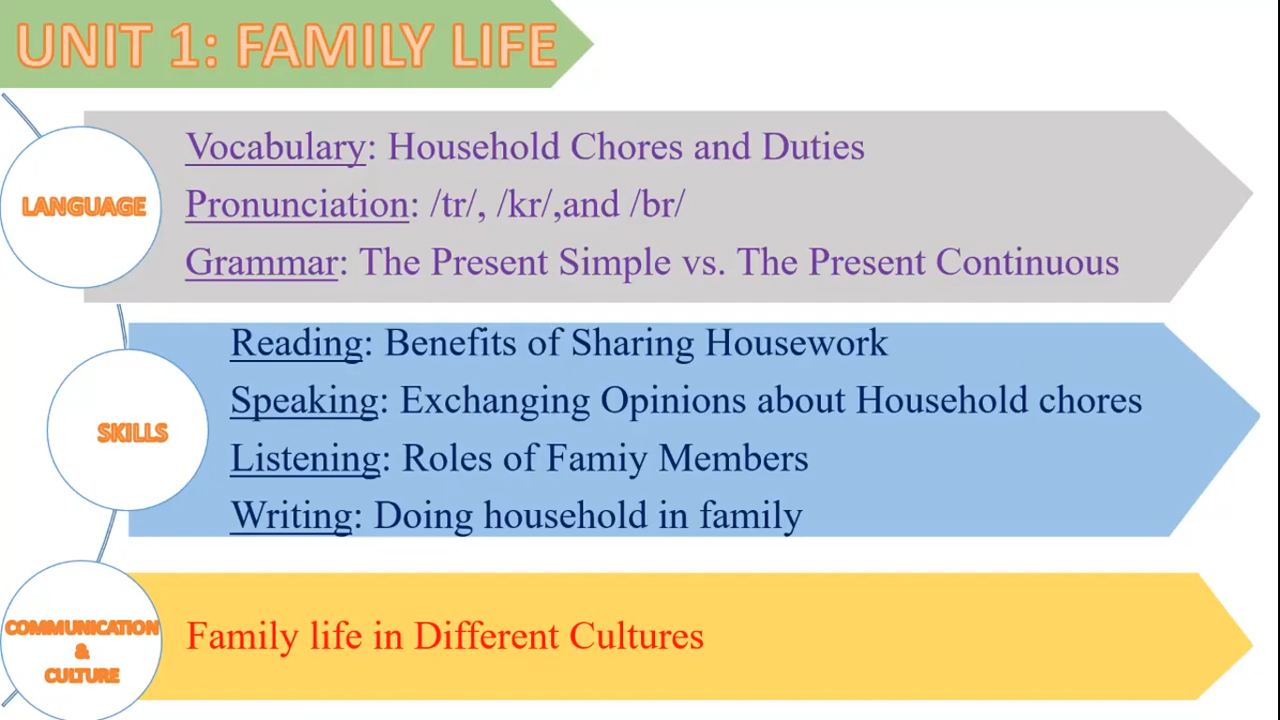 UNIT 1: FAMILY LIFE
LANGUAGE
Vocabulary: Household Chores and Duties
Pronunciation: /tr/, /kr/,and /br/
Grammar: The Present Simple vs. The Present Continuous
SKILLS
Reading: Benefits of Sharing Housework
Speaking: Exchanging Opinions about Household chores
Listening: Roles of Famiy Members
Writing: Doing household in family
COMMUNICATION
&
CULTURE
Family life in Different Cultures